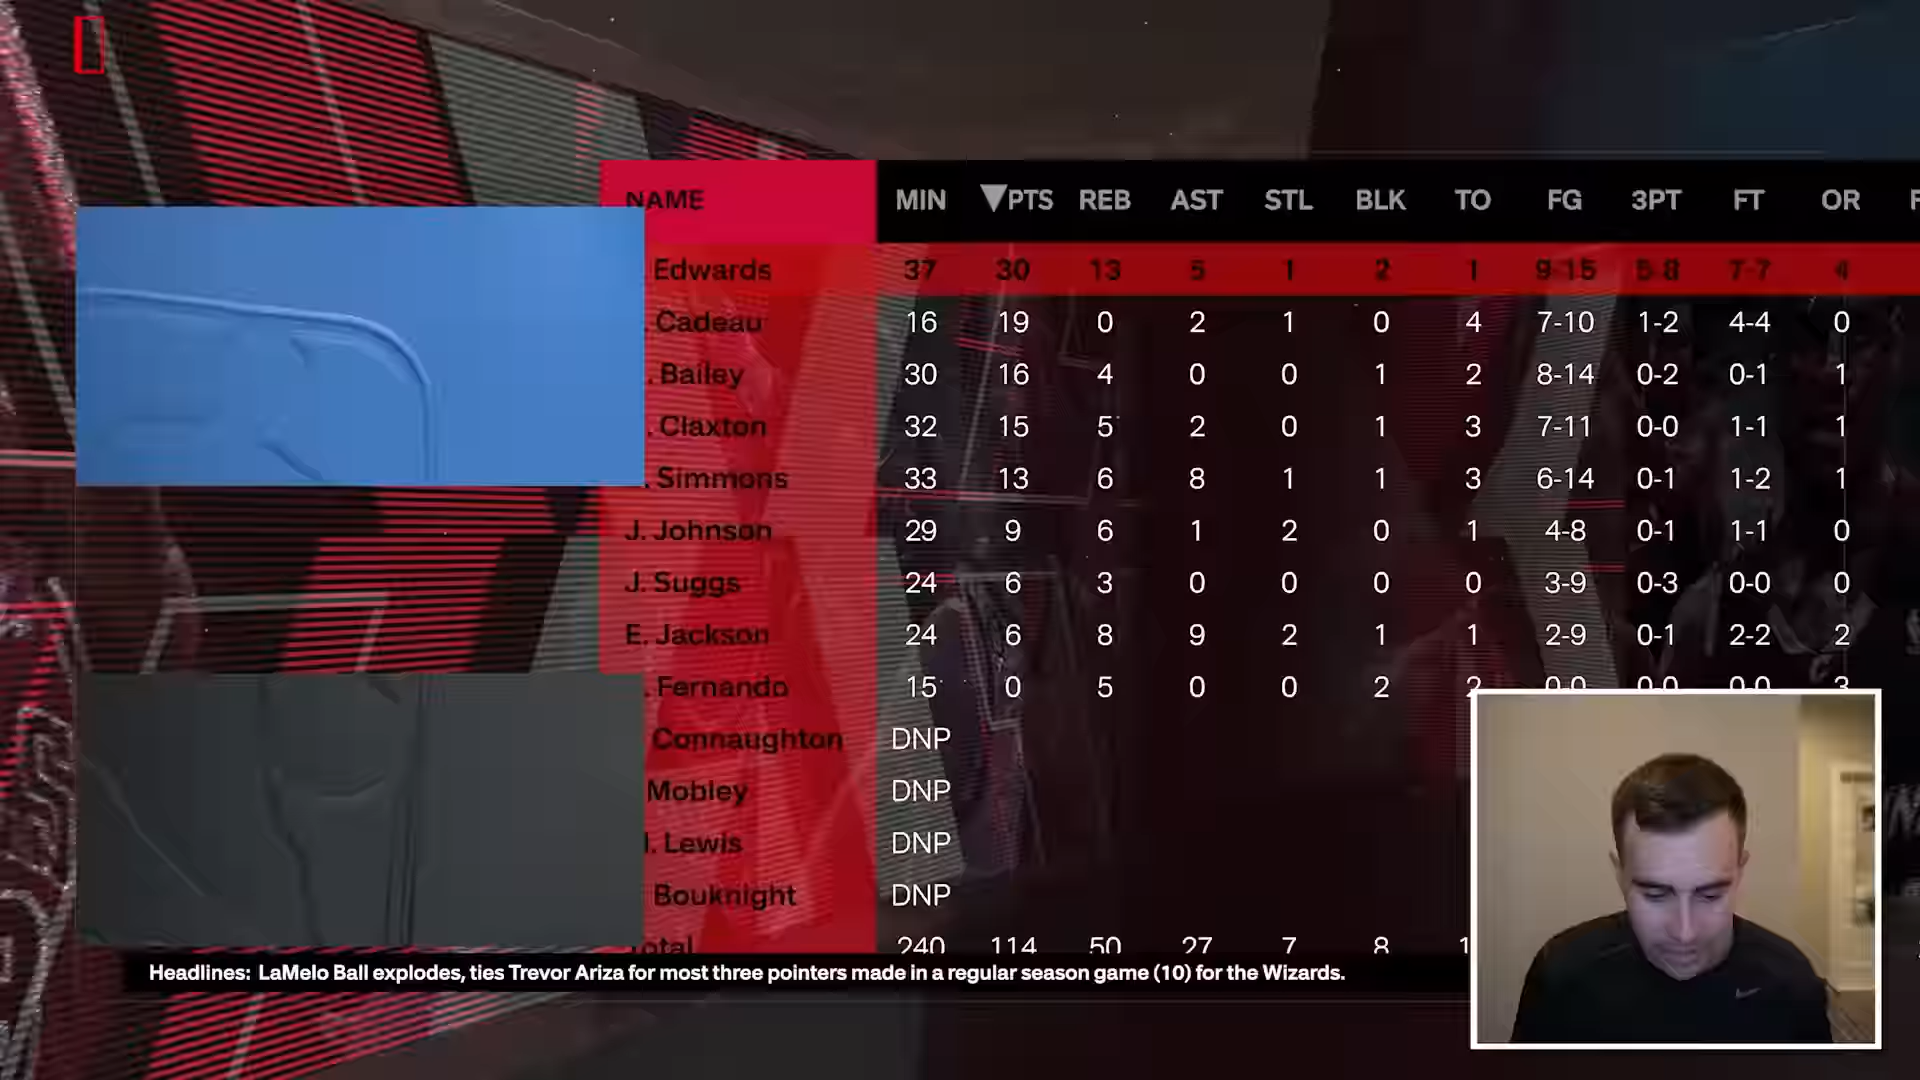 NAME MIN PTS REB AST STL BLK TO FG 3PT FT OR
Edwards 37 30 13 5 1 2 1 9-15 5-8 7-7 4
. Cadeau 16 19 0 2 1 0 4 7-10 1-2 4-4 0
. Bailey 30 16 4 0 0 1 2 8-14 0-2 0-1 1
. Claxton 32 15 5 2 0 1 3 7-11 0-0 1-1 1
. Simmons 33 13 6 8 1 1 3 6-14 0-1 1-2 1
J. Johnson 29 9 6 1 2 0 1 4-8 0-1 1-1 0
J. Suggs 24 6 3 0 0 0 0 3-9 0-3 0-0 0
E. Jackson 24 6 8 9 2 1 1 2-9 0-1 2-2 2
. Fernando 15 0 5 0 0 2 2 0-0 0-0 0-0 3
Connaughton DNP
Mobley DNP
. Lewis DNP
Bouknight DNP
Total 240 114 50 27 7 8
Headlines: LaMelo Ball explodes, ties Trevor Ariza for most three pointers made in a regular season game (10) for the Wizards.